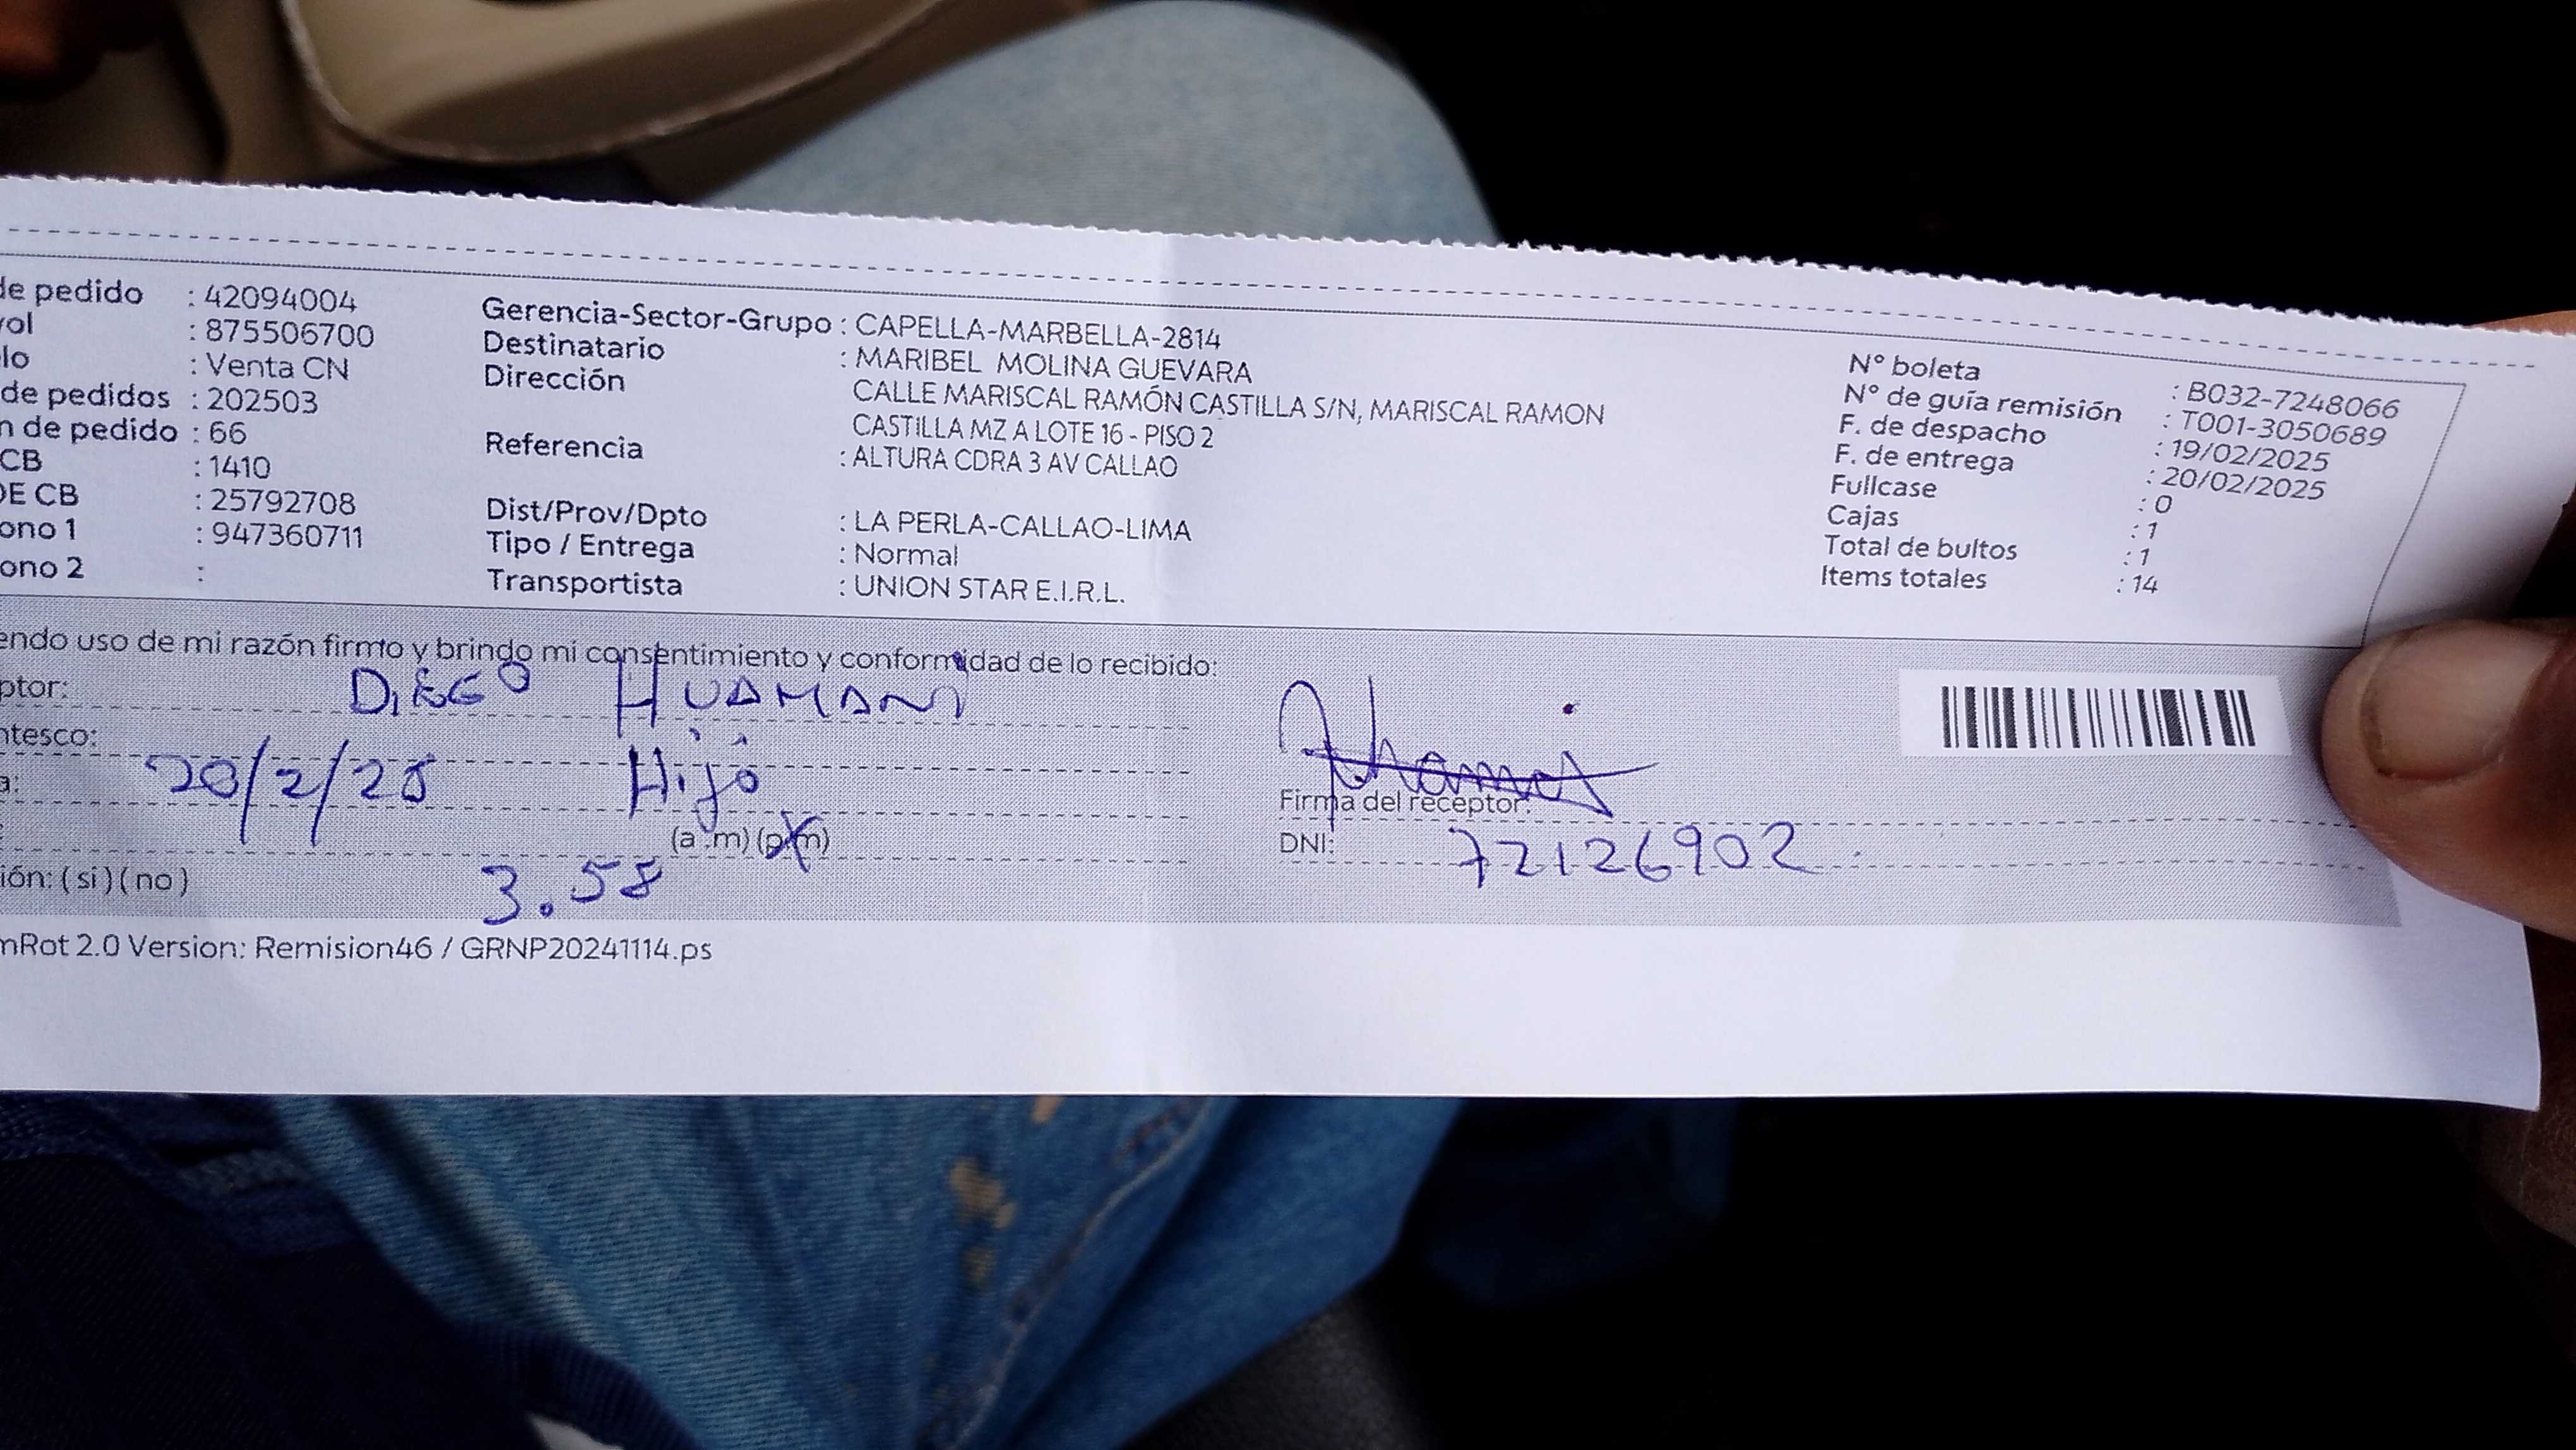 de pedido : 42094004
rol : 875506700
lo : Venta CN
de pedidos : 202503
n de pedido : 66
CB : 1410
DE CB : 25792708
ono 1 : 947360711
ono 2 :
Gerencia-Sector-Grupo : CAPELLA-MARBELLA-2814
Destinatario : MARIBEL MOLINA GUEVARA
Dirección CALLE MARISCAL RAMÓN CASTILLA S/N, MARISCAL RAMON
CASTILLA MZ A LOTE 16 - PISO 2
Referencia : ALTURA CDRA 3 AV CALLAO
Dist/Prov/Dpto : LA PERLA-CALLAO-LIMA
Tipo / Entrega : Normal
Transportista : UNION STAR E.I.R.L.
N° boleta : B032-7248066
N° de guía remisión : T001-3050689
F. de despacho : 19/02/2025
F. de entrega : 20/02/2025
Fullcase : 0
Cajas : 1
Total de bultos : 1
Items totales : 14
endo uso de mi razón firmo y brindo mi consentimiento y conformidad de lo recibido:
ptor: DIEGO HUAMANI
ntesco: Hijo
a: 20/2/25
(a .m) (p.m)
3.58
ión: ( si ) ( no )
Firma del receptor:
DNI: 72126902
mRot 2.0 Version: Remision46 / GRNP20241114.ps